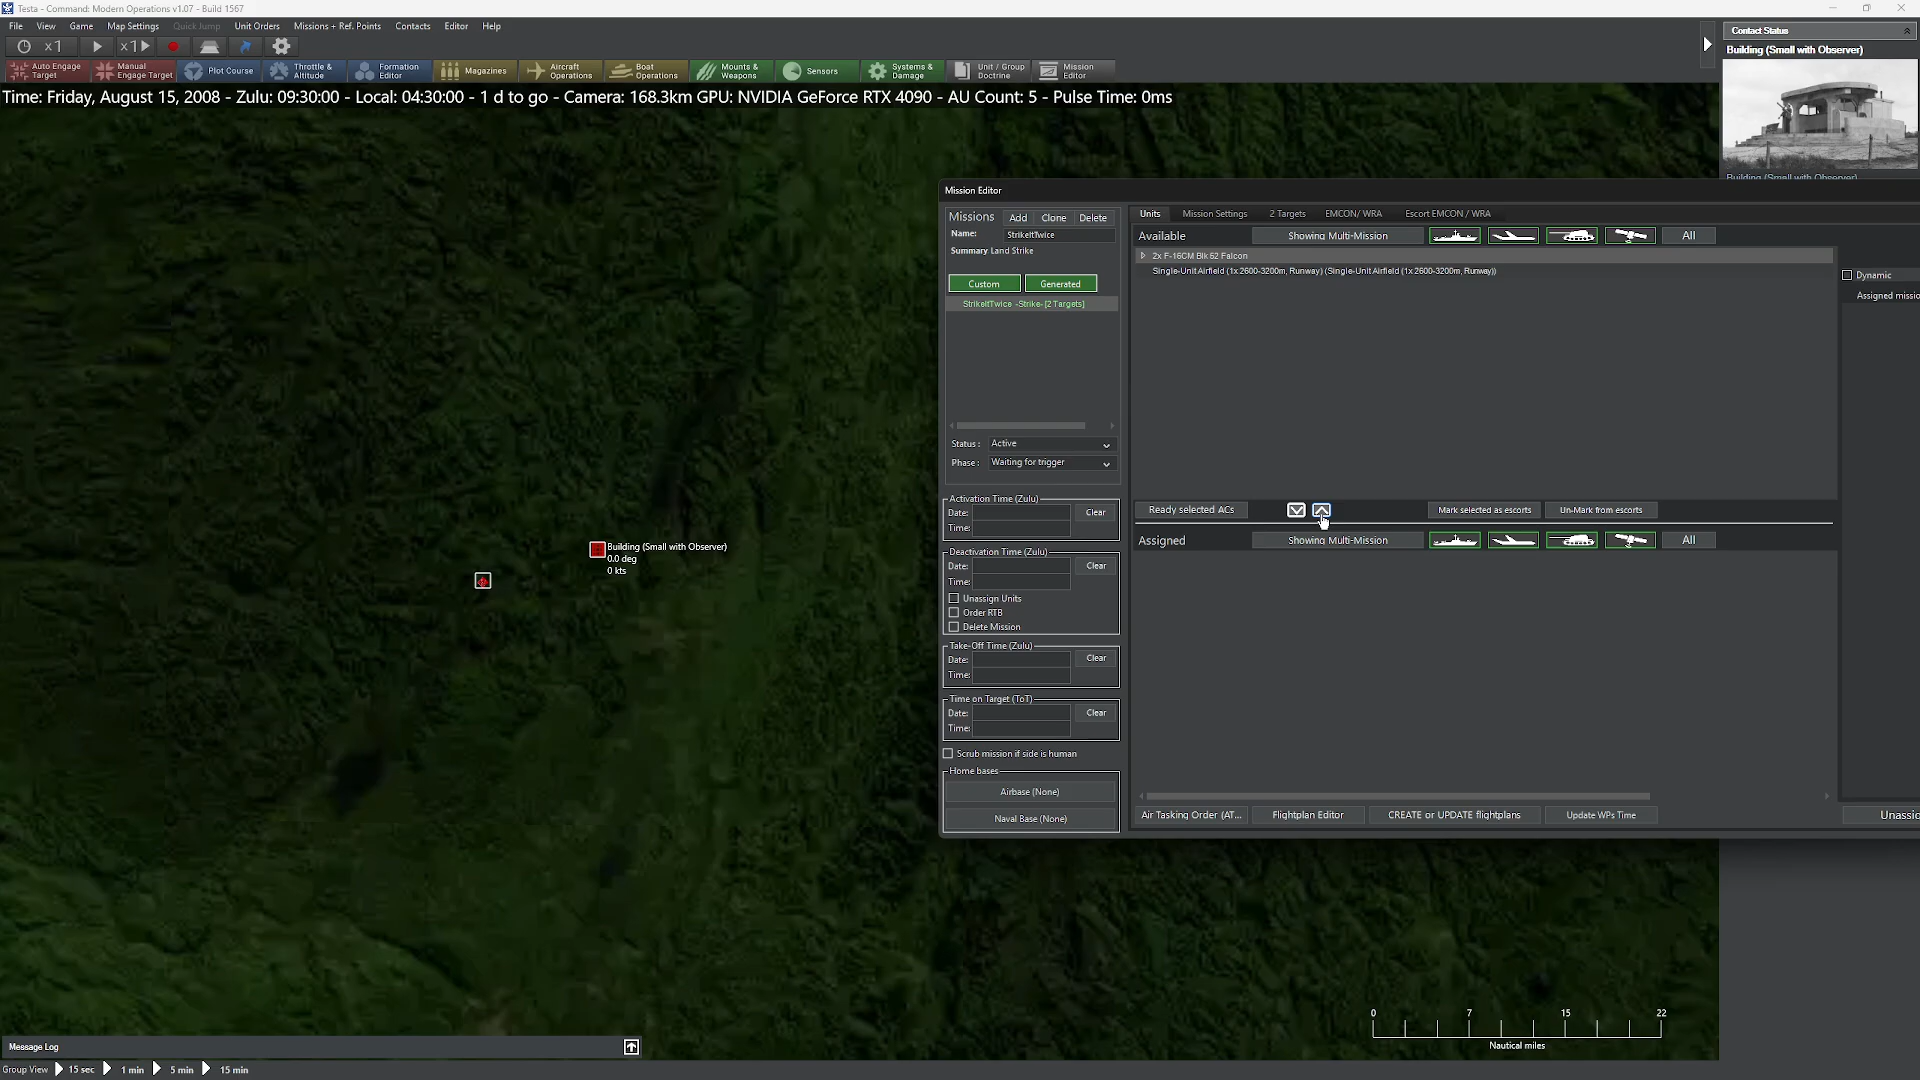 Testa - Command: Modern Operations v1.07 - Build 1567
File View Game Map Settings Quick Jump Unit Orders Missions + Ref. Points Contacts Editor Help
x1 x1
Auto Engage Target
Manual Engage Target
Plot Course
Throttle & Altitude
Formation Editor
Magazines
Aircraft Operations
Boat Operations
Mounts & Weapons
Sensors
Systems & Damage
Unit / Group Doctrine
Mission Editor
Time: Friday, August 15, 2008 - Zulu: 09:30:00 - Local: 04:30:00 - 1 d to go - Camera: 168.3km GPU: NVIDIA GeForce RTX 4090 - AU Count: 5 - Pulse Time: 0ms
Contact Status
Building (Small with Observer)
Building (Small with Observer)
Mission Editor
Missions Add Clone Delete
Name: StrikeItTwice
Summary Land Strike
Custom Generated
StrikeItTwice -Strike- [2 Targets]
Status: Active
Phase: Waiting for trigger
Activation Time (Zulu)
Date: Clear
Time:
Deactivation Time (Zulu)
Date: Clear
Time:
Unassign Units
Order RTB
Delete Mission
Take-Off Time (Zulu)
Date: Clear
Time:
Time on Target (ToT)
Date: Clear
Time:
Scrub mission if side is human
Home bases
Airbase (None)
Naval Base (None)
Units Mission Settings 2 Targets EMCON/ WRA Escort EMCON / WRA
Available Showing Multi-Mission All
2x F-16CM Blk 52 Falcon
Single-Unit Airfield (1x 2600-3200m, Runway) (Single-Unit Airfield (1x 2600-3200m, Runway))
Dynamic
Assigned missio
Ready selected ACs Mark selected as escorts Un-Mark from escorts
Assigned Showing Multi-Mission All
Air Tasking Order (AT... Flightplan Editor CREATE or UPDATE flightplans Update WPs Time Unassig
Building (Small with Observer)
0.0 deg
0 kts
0 7 15 22
Nautical miles
Message Log
Group View 15 sec 1 min 5 min 15 min